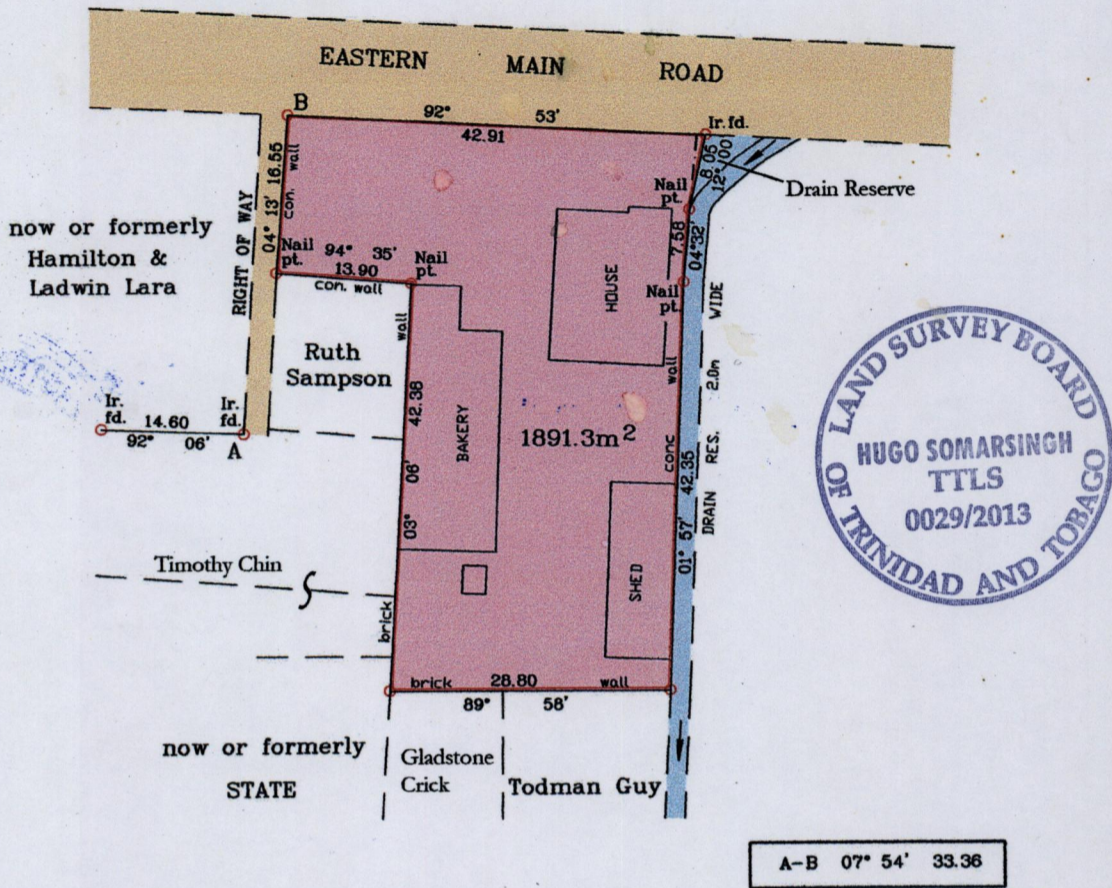 EASTERN MAIN ROAD
B
92° 53'
42.91
Ir. fd.
8.05
12° 00'
Drain Reserve
RIGHT OF WAY
04° 13' 16.55
con. wall
now or formerly
Hamilton &
Ladwin Lara
Nail
pt.
94° 35'
13.90
con. wall
Nail
pt.
Nail
pt.
7.58
04°32'
Nail
pt.
HOUSE
Ruth
Sampson
wall
03° 06' 42.38
brick
BAKERY
1891.3m²
conc wall
01° 57' 42.35
DRAIN RES. 2.0m WIDE
SHED
Ir.
fd.
14.60
92° 06'
Ir.
fd.
A
Timothy Chin
brick 28.80 wall
89° 58'
now or formerly
STATE
Gladstone
Crick
Todman Guy
LAND SURVEY BOARD
OF TRINIDAD AND TOBAGO
HUGO SOMARSINGH
TTLS
0029/2013
A-B 07° 54' 33.36